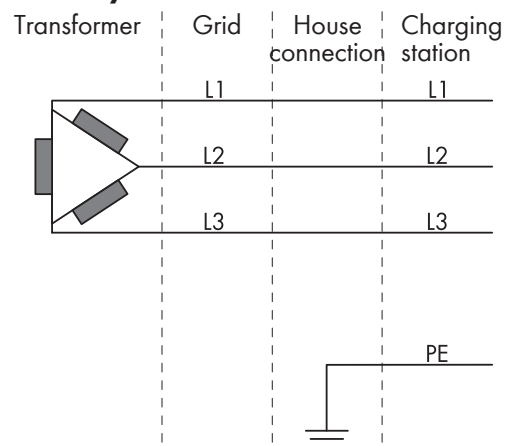 Transformer Grid House connection Charging station
L1 L1
L2 L2
L3 L3
PE